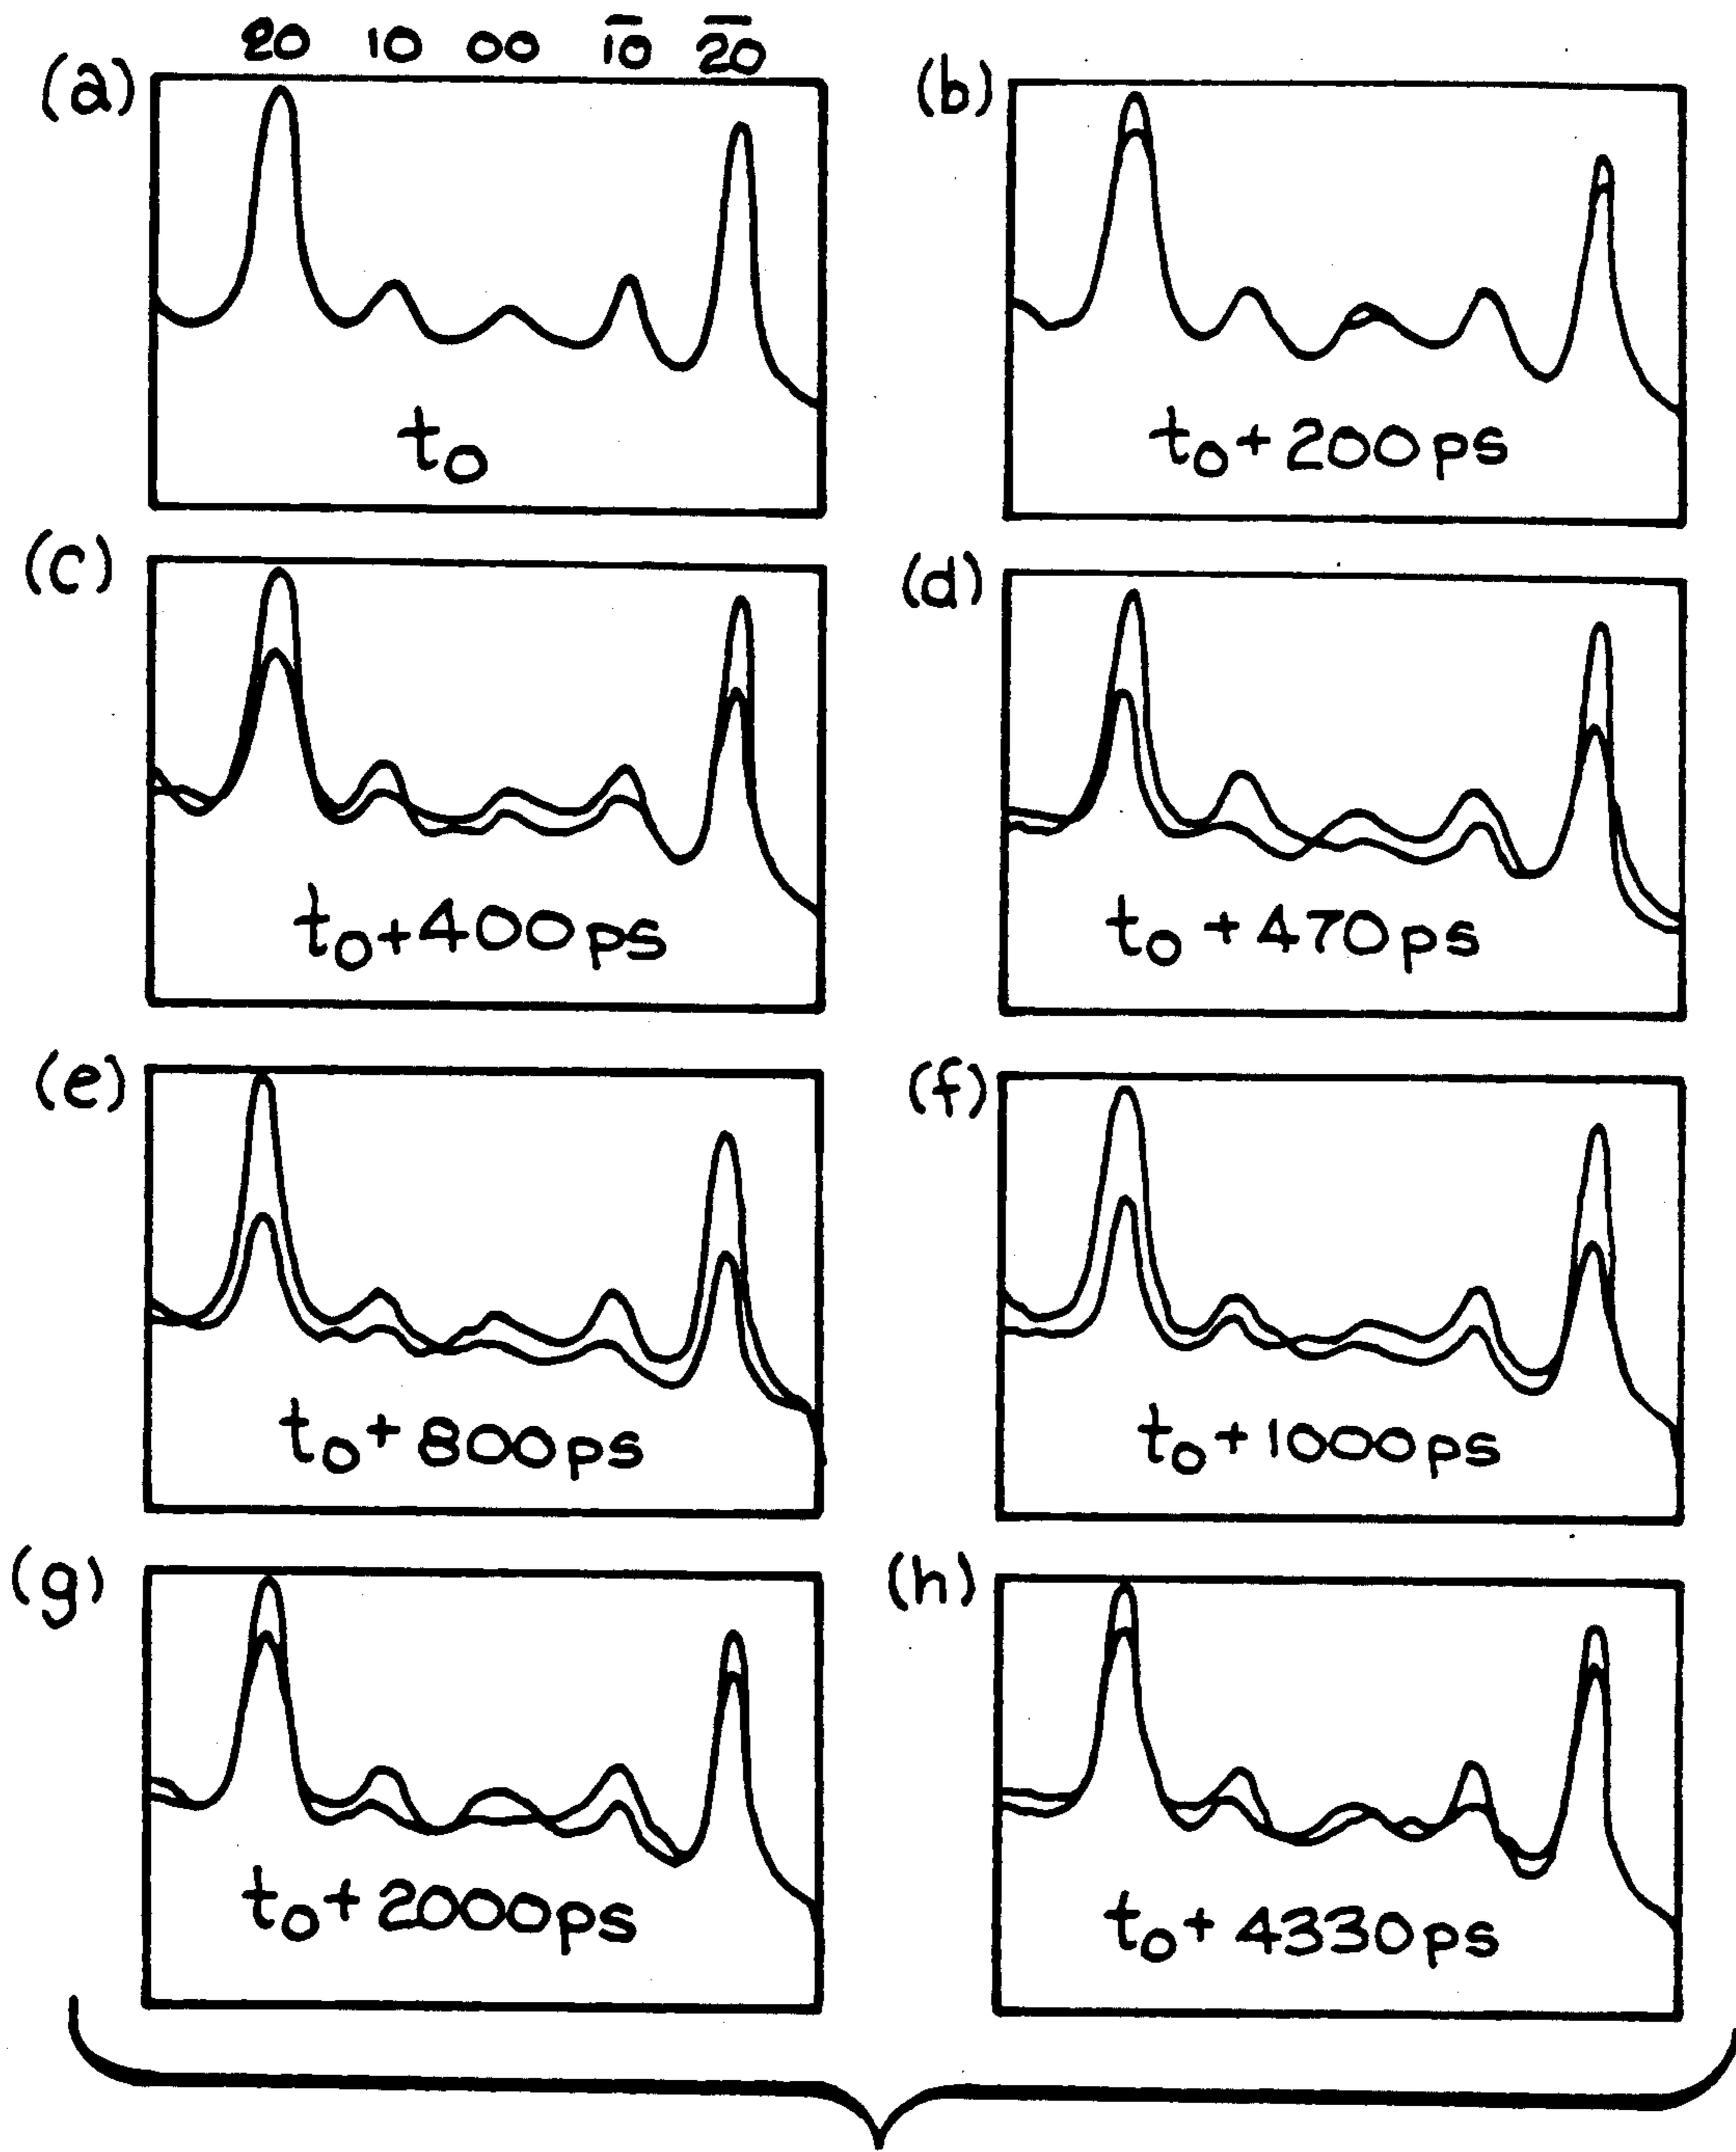 20 10 00 1̅0̅ 2̅0̅
(a)
t₀
(b)
t₀+200ps
(c)
t₀+400ps
(d)
t₀+470ps
(e)
t₀+800ps
(f)
t₀+1000ps
(g)
t₀+2000ps
(h)
t₀+4330ps